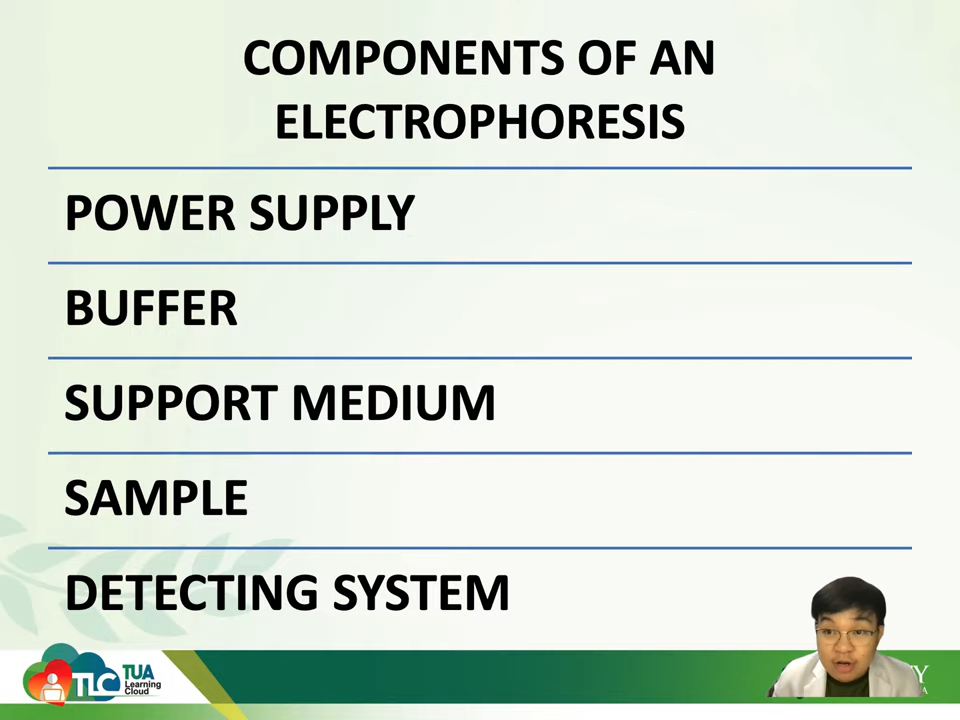 COMPONENTS OF AN
ELECTROPHORESIS
POWER SUPPLY
BUFFER
SUPPORT MEDIUM
SAMPLE
DETECTING SYSTEM
TLC
TUA
Learning
Cloud